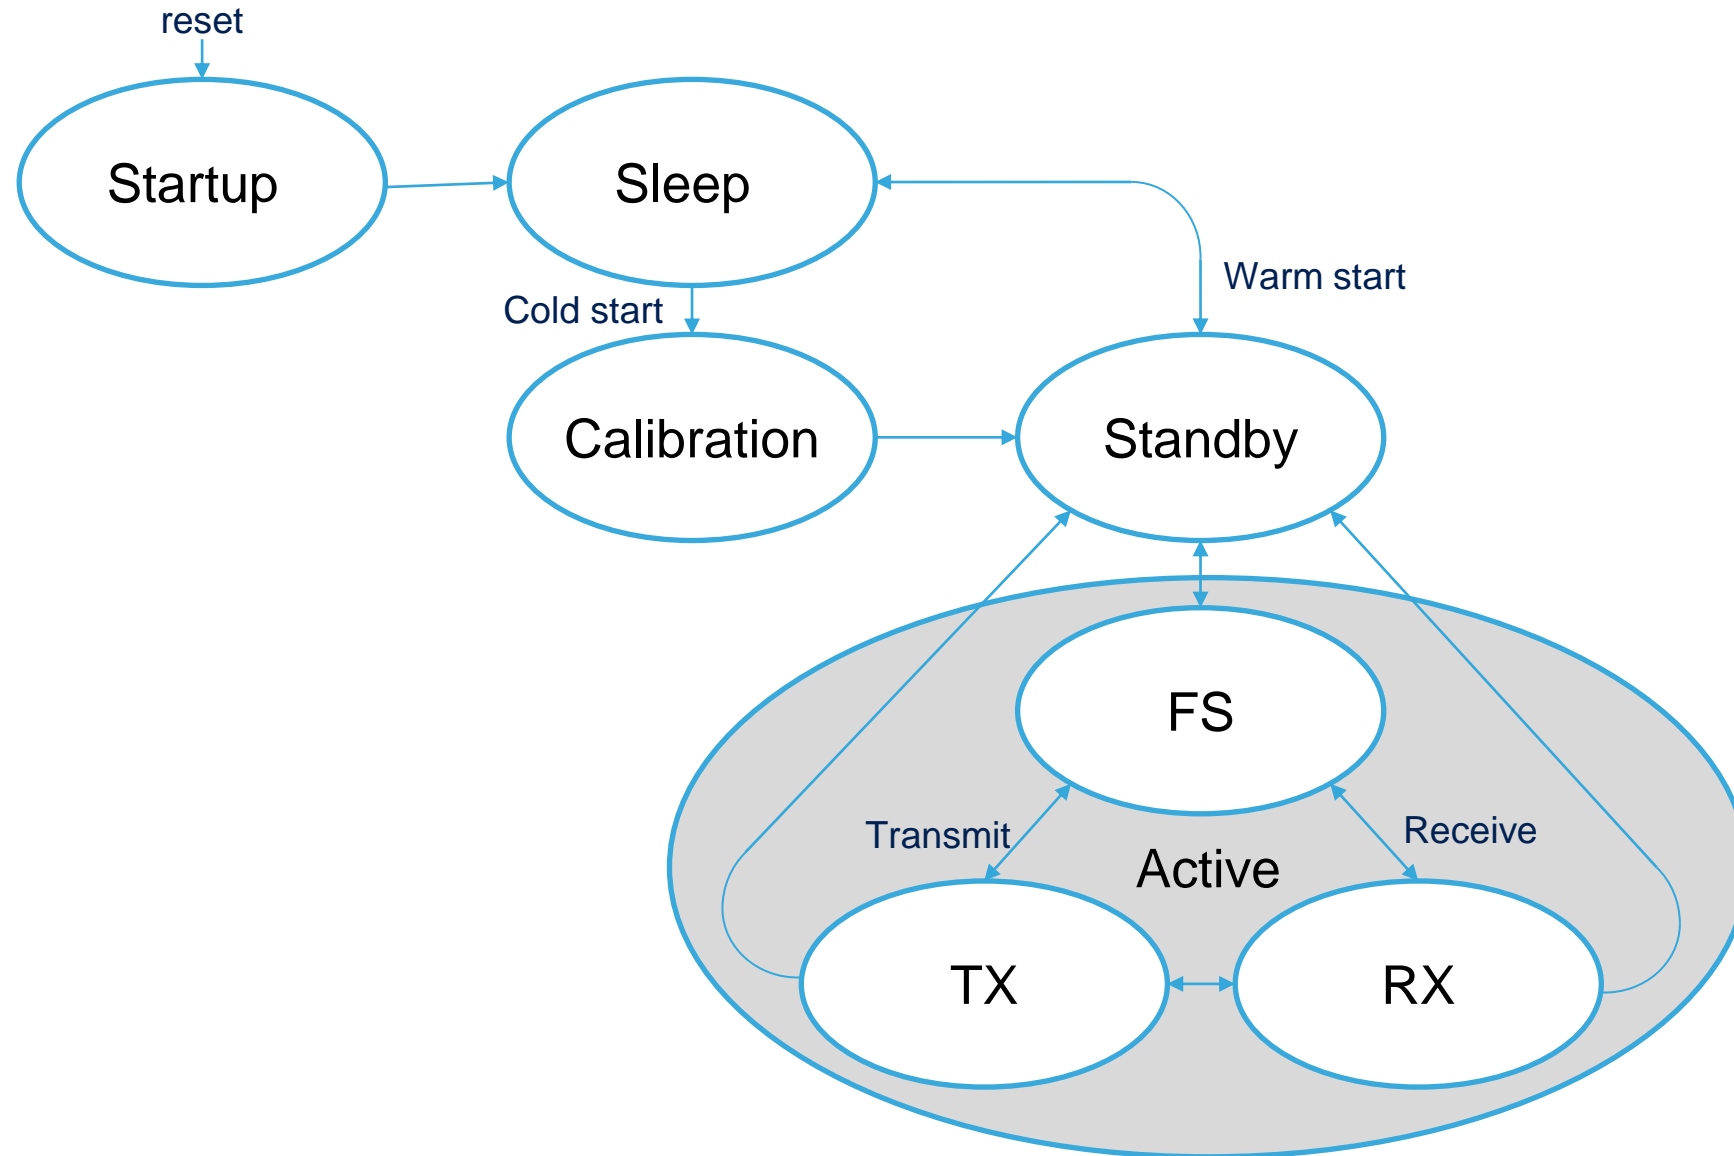 reset
Startup
Sleep
Warm start
Cold start
Calibration
Standby
FS
Transmit
Receive
Active
TX
RX